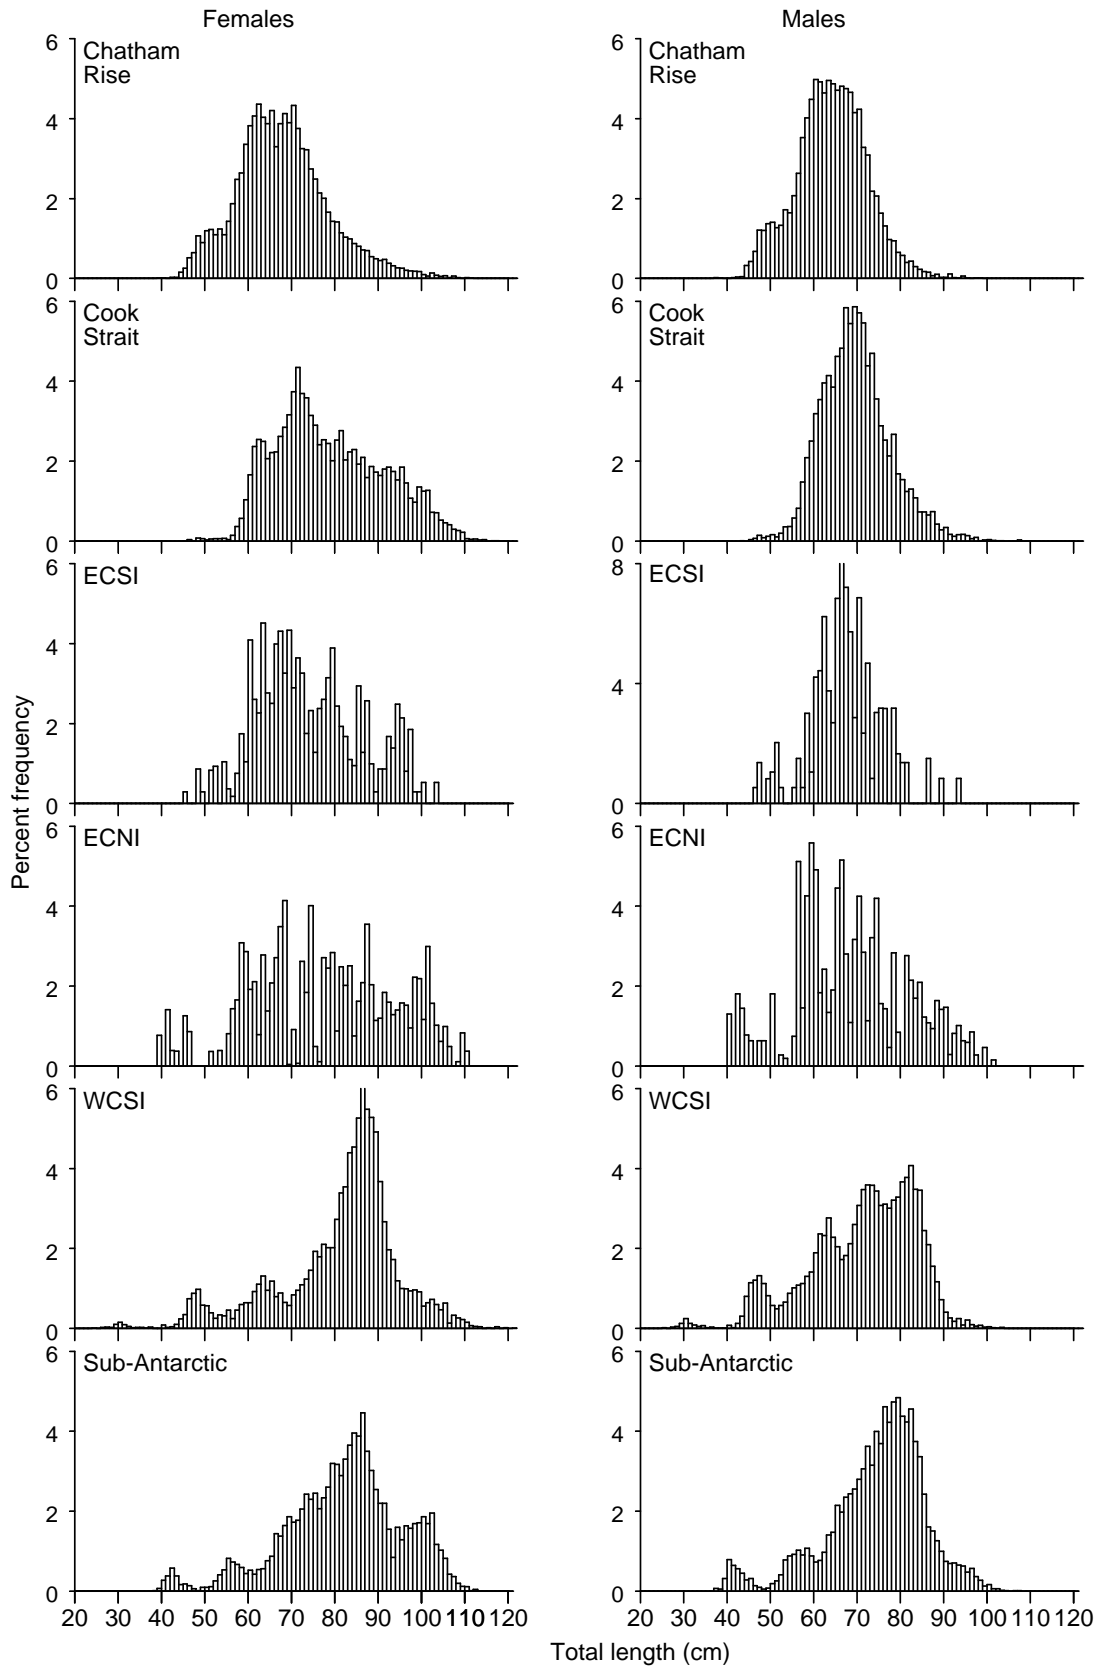 Females Males
6 Chatham 6 Chatham
Rise Rise
4 4
2 2
0 0
6 Cook 6 Cook
Strait Strait
4 4
2 2
0 0
6 ECSI 8 ECSI
4 4
2
0 0
Percent frequency
6 ECNI 6 ECNI
4 4
2 2
0 0
6 WCSI 6 WCSI
4 4
2 2
0 0
6 Sub-Antarctic 6 Sub-Antarctic
4 4
2 2
0 0
20 30 40 50 60 70 80 90 100 110 120 20 30 40 50 60 70 80 90 100 110 120
Total length (cm)